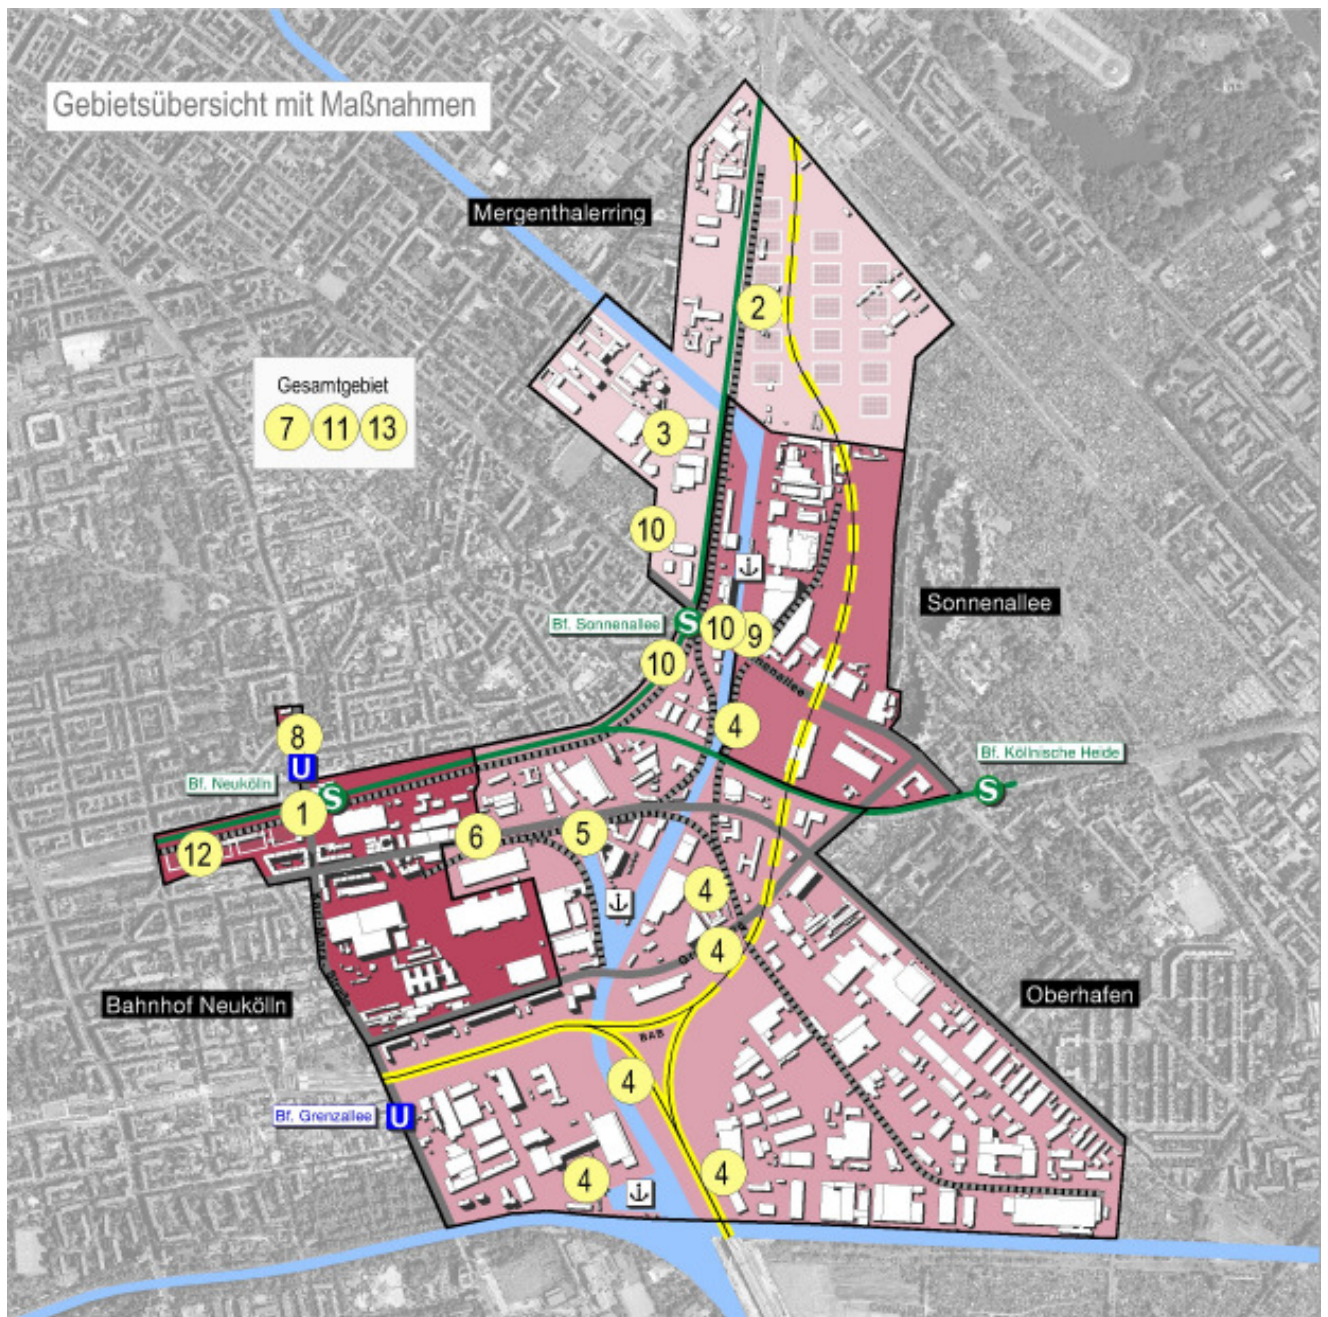 Gebietsübersicht mit Maßnahmen
Mergenthalerring
2
Gesamtgebiet
7 11 13
3
10
Sonnenallee
Bf. Sonnenallee
S
10
9
10
4
8
U
Bf. Neukölln
S
Bf. Köllnische Heide
S
1
12
6
5
4
4
Bahnhof Neukölln
Oberhafen
BAB
4
Bf. Grenzallee
U
4
4